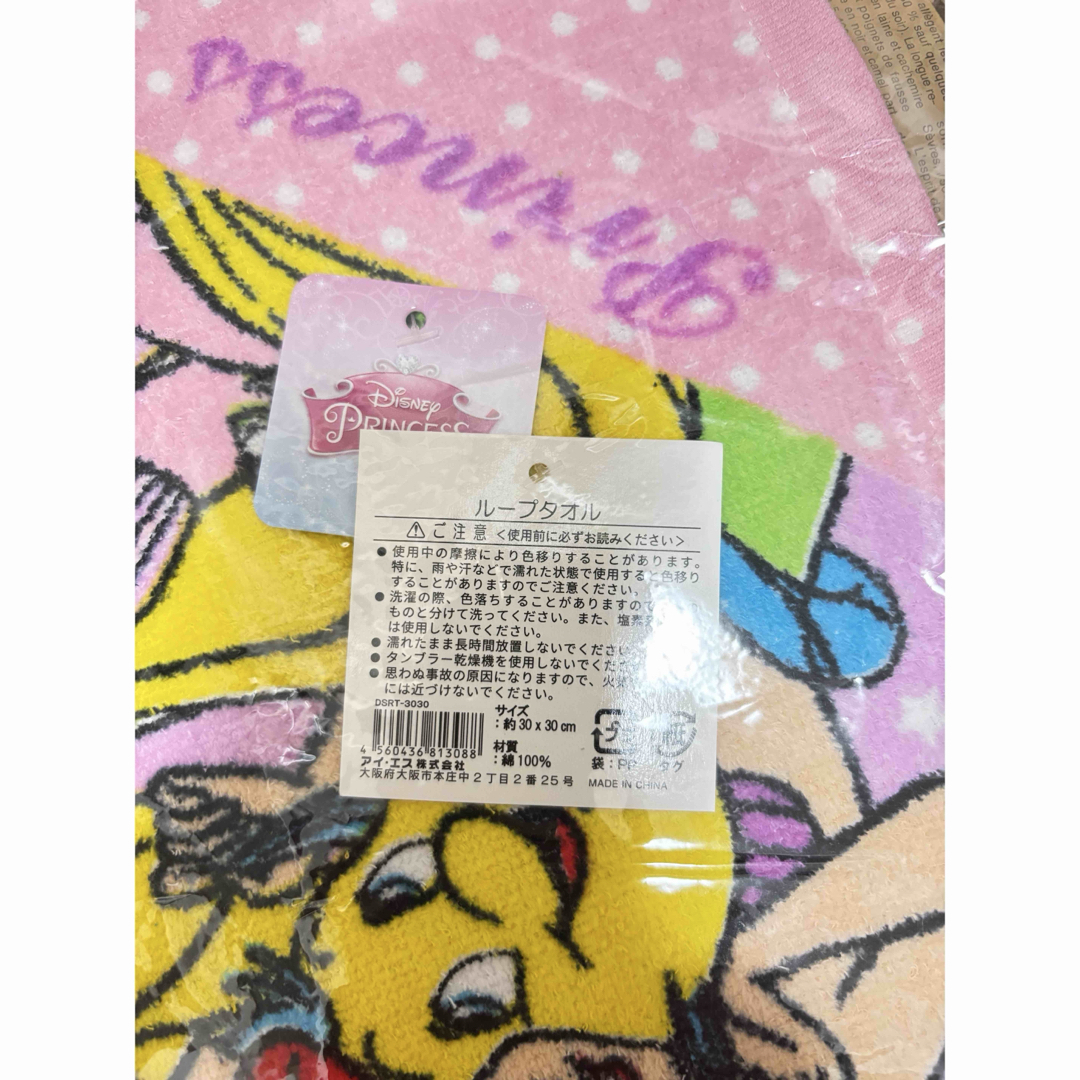 princess
DISNEY
PRINCESS
ループタオル
ご注意 <使用前に必ずお読みください>
● 使用中の摩擦により色移りすることがあります。
特に、雨や汗などで濡れた状態で使用すると色移り
することがありますのでご注意ください。
● 洗濯の際、色落ちすることがありますので
ものと分けて洗ってください。また、塩素
は使用しないでください。
● 濡れたまま長時間放置しないでください
● タンブラー乾燥機を使用しないでくだ
● 思わぬ事故の原因になりますので、火
には近づけないでください。
DSRT-3030
サイズ
:約30 x 30 cm
材質
:綿100%
4 560436 813088
袋:PP タグ
アイ・エス株式会社
大阪府大阪市本庄中2丁目2番25号 MADE IN CHINA